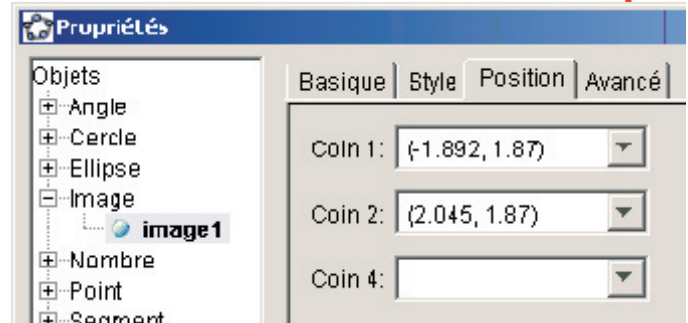 Propriétés
Objets
Angle
Cercle
Ellipse
Image
image1
Nombre
Point
Segment
Basique Style Position Avancé
Coin 1: (-1.892, 1.87)
Coin 2: (2.045, 1.87)
Coin 4: